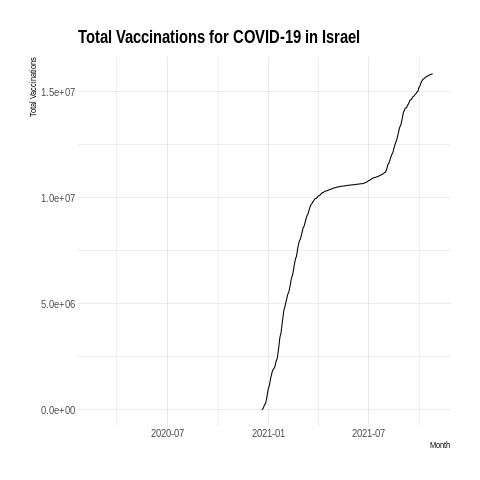 Total Vaccinations for COVID-19 in Israel
Total Vaccinations
1.5e+07
1.0e+07
5.0e+06
0.0e+00
2020-07
2021-01
2021-07
Month